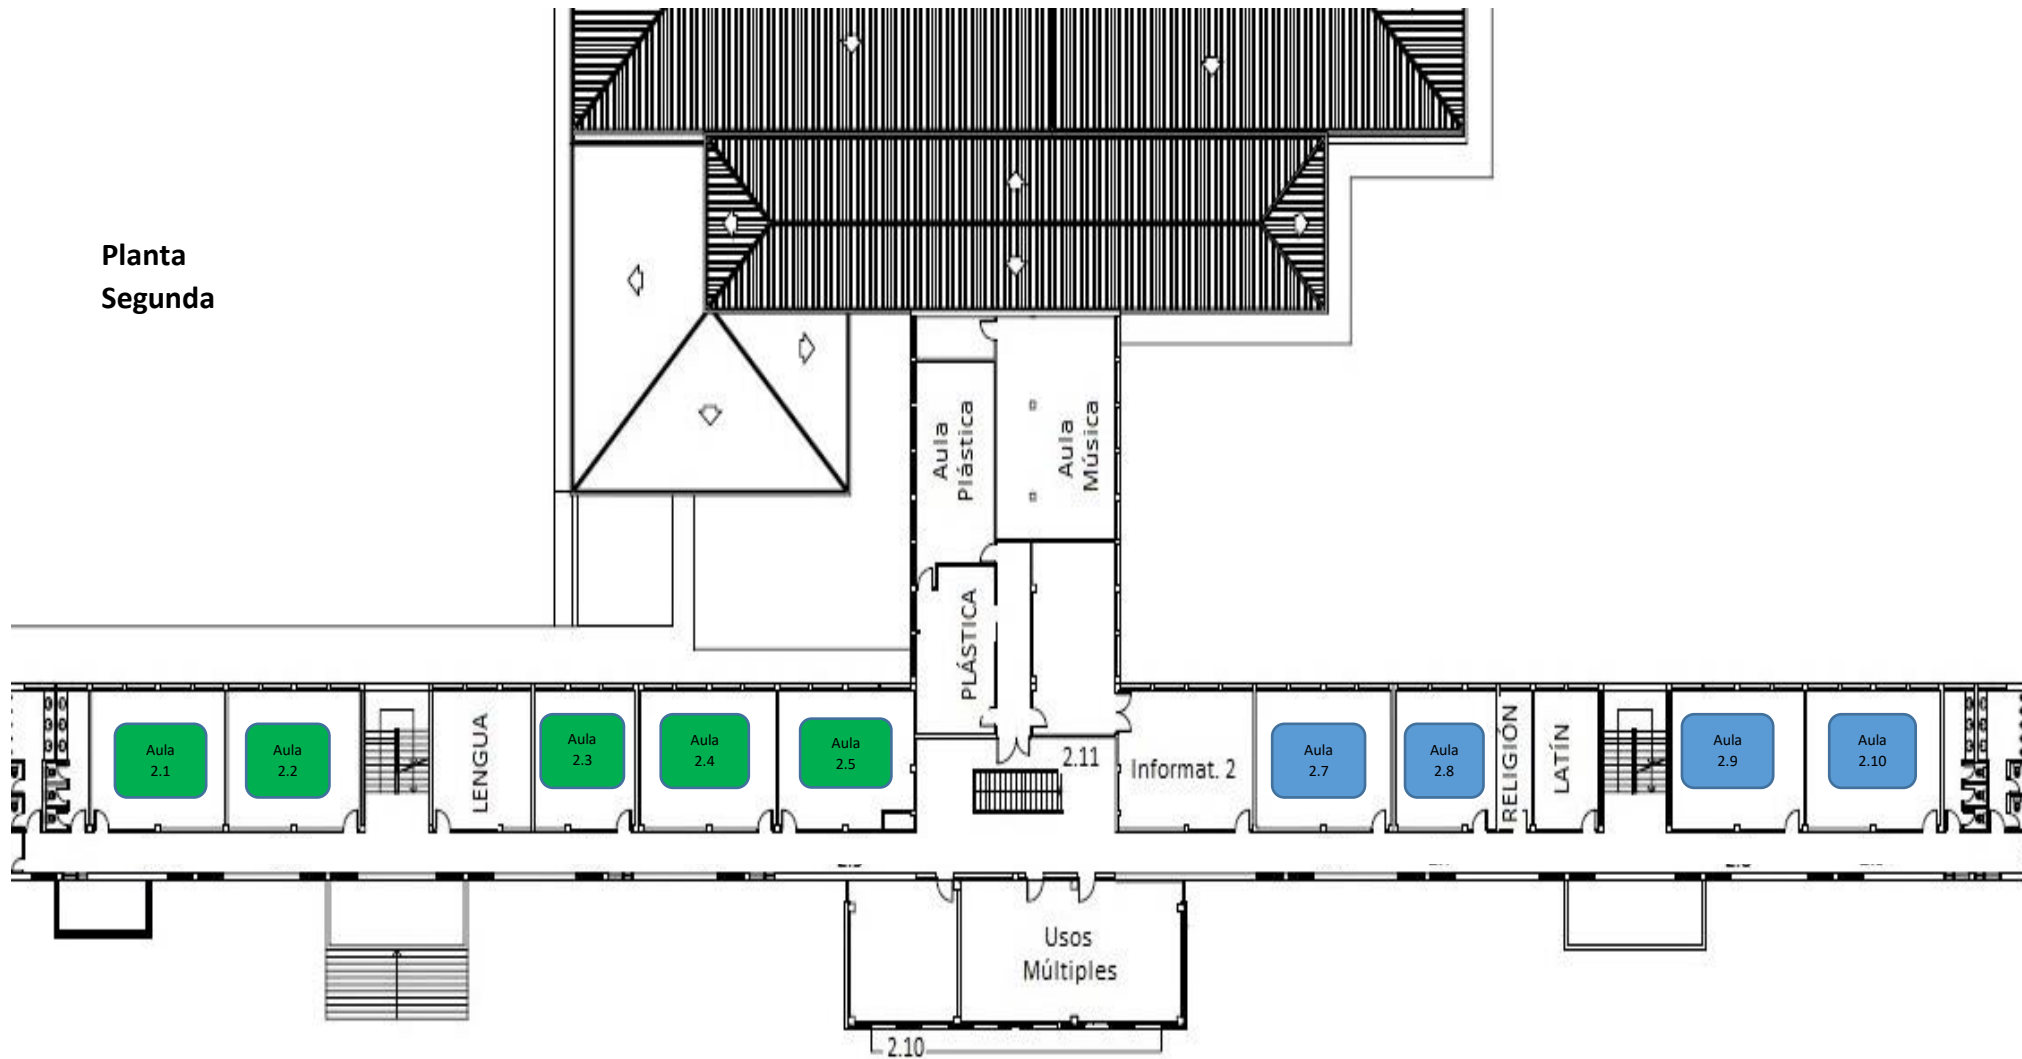 Planta
Segunda
Aula
Plástica
Aula
Música
PLÁSTICA
Aula
2.1
Aula
2.2
LENGUA
Aula
2.3
Aula
2.4
Aula
2.5
2.11
Informat. 2
Aula
2.7
Aula
2.8
RELIGIÓN
LATÍN
Aula
2.9
Aula
2.10
Usos
Múltiples
2.10